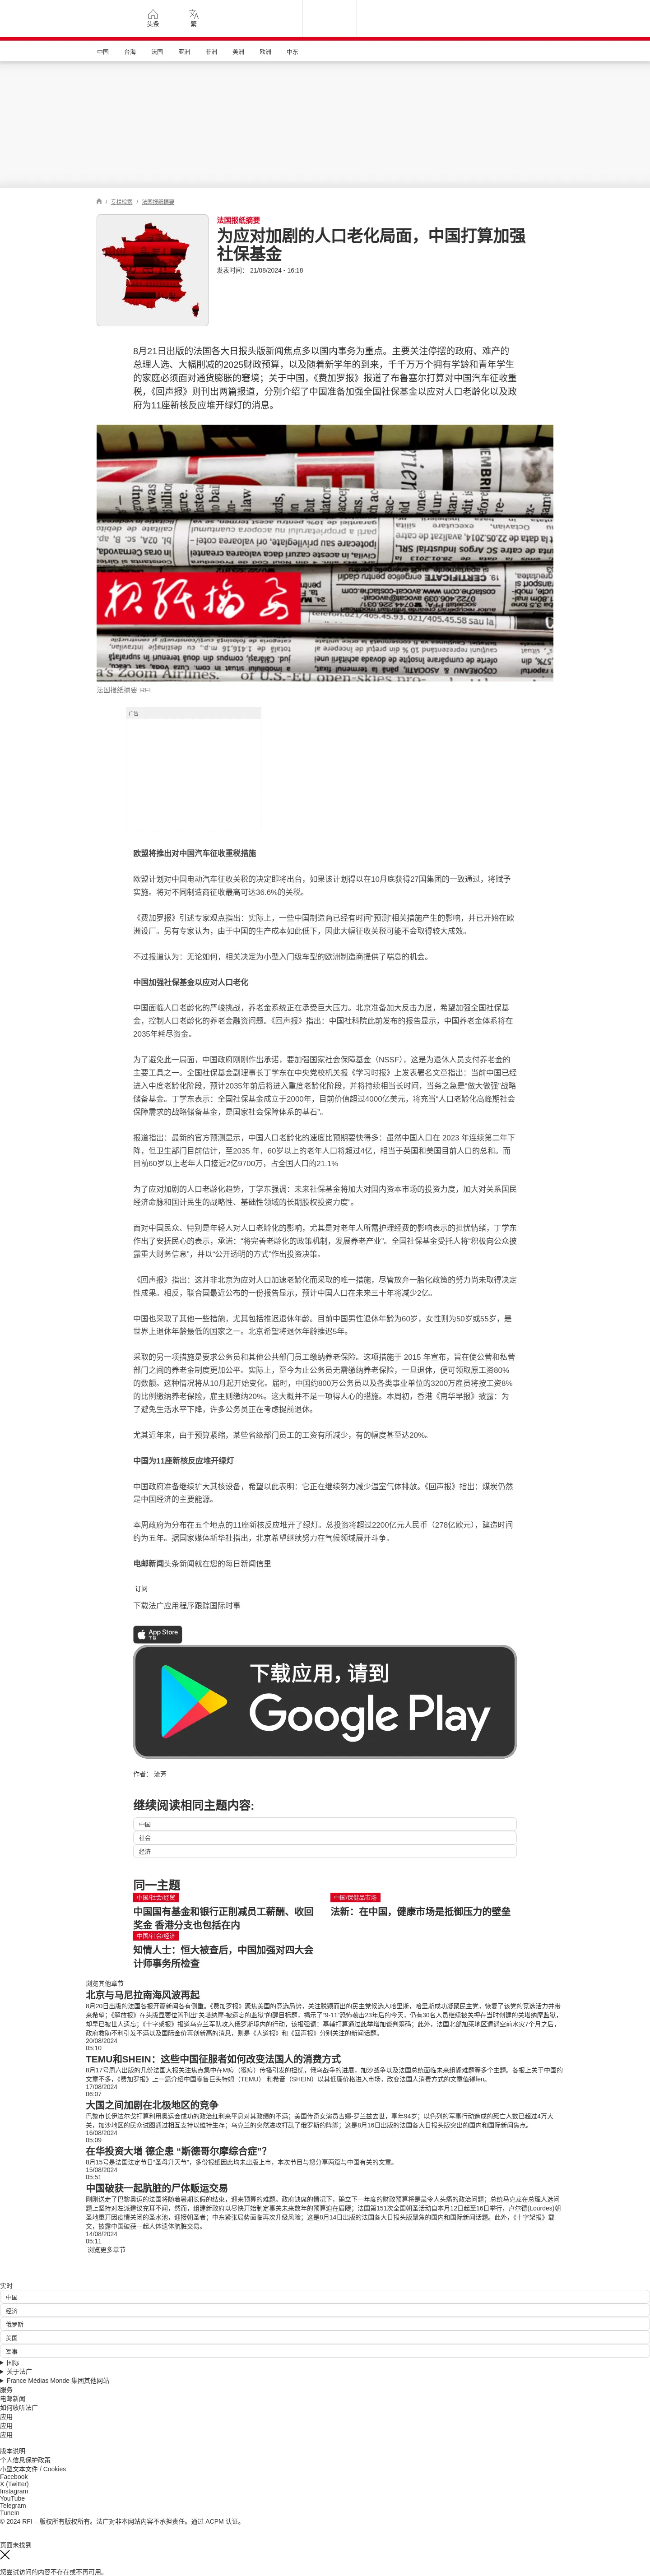 头条
繁
中国
台海
法国
亚洲
非洲
美洲
欧洲
中东
/ 专栏检索 / 法国报纸摘要
法国报纸摘要
为应对加剧的人口老化局面，中国打算加强
社保基金
发表时间： 21/08/2024 - 16:18
8月21日出版的法国各大日报头版新闻焦点多以国内事务为重点。主要关注停摆的政府、难产的
总理人选、大幅削减的2025财政预算，以及随着新学年的到来，千千万万个拥有学龄和青年学生
的家庭必须面对通货膨胀的窘境；关于中国，《费加罗报》报道了布鲁塞尔打算对中国汽车征收重
税，《回声报》则刊出两篇报道，分别介绍了中国准备加强全国社保基金以应对人口老龄化以及政
府为11座新核反应堆开绿灯的消息。
报纸摘要
法国报纸摘要 RFI
广告
欧盟将推出对中国汽车征收重税措施
欧盟计划对中国电动汽车征收关税的决定即将出台，如果该计划得以在10月底获得27国集团的一致通过，将赋予
实施。将对不同制造商征收最高可达36.6%的关税。
《费加罗报》引述专家观点指出：实际上，一些中国制造商已经有时间“预测”相关措施产生的影响，并已开始在欧
洲设厂。另有专家认为，由于中国的生产成本如此低下，因此大幅征收关税可能不会取得较大成效。
不过报道认为：无论如何，相关决定为小型入门级车型的欧洲制造商提供了喘息的机会。
中国加强社保基金以应对人口老化
中国面临人口老龄化的严峻挑战，养老金系统正在承受巨大压力。北京准备加大反击力度，希望加强全国社保基
金，控制人口老龄化的养老金融资问题。《回声报》指出：中国社科院此前发布的报告显示，中国养老金体系将在
2035年耗尽资金。
为了避免此一局面，中国政府刚刚作出承诺，要加强国家社会保障基金（NSSF），这是为退休人员支付养老金的
主要工具之一。全国社保基金副理事长丁学东在中央党校机关报《学习时报》上发表署名文章指出：当前中国已经
进入中度老龄化阶段，预计2035年前后将进入重度老龄化阶段，并将持续相当长时间，当务之急是“做大做强”战略
储备基金。丁学东表示：全国社保基金成立于2000年，目前价值超过4000亿美元，将充当“人口老龄化高峰期社会
保障需求的战略储备基金，是国家社会保障体系的基石”。
报道指出：最新的官方预测显示，中国人口老龄化的速度比预期要快得多：虽然中国人口在 2023 年连续第二年下
降，但卫生部门目前估计，至2035 年，60岁以上的老年人口将超过4亿，相当于英国和美国目前人口的总和。而
目前60岁以上老年人口接近2亿9700万，占全国人口的21.1%
为了应对加剧的人口老龄化趋势，丁学东强调：未来社保基金将加大对国内资本市场的投资力度，加大对关系国民
经济命脉和国计民生的战略性、基础性领域的长期股权投资力度”。
面对中国民众、特别是年轻人对人口老龄化的影响，尤其是对老年人所需护理经费的影响表示的担忧情绪，丁学东
作出了安抚民心的表示，承诺：“将完善老龄化的政策机制，发展养老产业”。全国社保基金受托人将“积极向公众披
露重大财务信息”，并以“公开透明的方式”作出投资决策。
《回声报》指出：这并非北京为应对人口加速老龄化而采取的唯一措施，尽管放弃一胎化政策的努力尚未取得决定
性成果。相反，联合国最近公布的一份报告显示，预计中国人口在未来三十年将减少2亿。
中国也采取了其他一些措施，尤其包括推迟退休年龄。目前中国男性退休年龄为60岁，女性则为50岁或55岁，是
世界上退休年龄最低的国家之一。北京希望将退休年龄推迟5年。
采取的另一项措施是要求公务员和其他公共部门员工缴纳养老保险。这项措施于 2015 年宣布，旨在使公营和私营
部门之间的养老金制度更加公平。实际上，至今为止公务员无需缴纳养老保险，一旦退休，便可领取原工资80%
的数额。这种情况将从10月起开始变化。届时，中国约800万公务员以及各类事业单位的3200万雇员将按工资8%
的比例缴纳养老保险，雇主则缴纳20%。这大概并不是一项得人心的措施。本周初，香港《南华早报》披露：为
了避免生活水平下降，许多公务员正在考虑提前退休。
尤其近年来，由于预算紧缩，某些省级部门员工的工资有所减少，有的幅度甚至达20%。
中国为11座新核反应堆开绿灯
中国政府准备继续扩大其核设备，希望以此表明：它正在继续努力减少温室气体排放。《回声报》指出：煤炭仍然
是中国经济的主要能源。
本周政府为分布在五个地点的11座新核反应堆开了绿灯。总投资将超过2200亿元人民币（278亿欧元），建造时间
约为五年。据国家媒体新华社指出，北京希望继续努力在气候领域展开斗争。
电邮新闻头条新闻就在您的每日新闻信里
订阅
下载法广应用程序跟踪国际时事
App Store
下载
下载应用，请到
Google Play
作者： 流芳
继续阅读相同主题内容:
中国
社会
经济
同一主题
中国/社会/经贸
中国国有基金和银行正削减员工薪酬、收回
奖金 香港分支也包括在内
中国/保健品市场
法新：在中国，健康市场是抵御压力的壁垒
中国/社会/经济
知情人士：恒大被查后，中国加强对四大会
计师事务所检查
浏览其他章节
北京与马尼拉南海风波再起
8月20日出版的法国各报开篇新闻各有侧重。《费加罗报》聚焦美国的竞选局势，关注脱颖而出的民主党候选人哈里斯，哈里斯成功凝聚民主党，恢复了该党的竞选活力并带
来希望；《解放报》在头版显要位置刊出“关塔纳摩-被遗忘的监狱”的醒目标题，揭示了“9-11”恐怖袭击23年后的今天，仍有30名人员继续被关押在当时创建的关塔纳摩监狱，
却早已被世人遗忘；《十字架报》报道乌克兰军队攻入俄罗斯境内的行动，该报强调：基辅打算通过此举增加谈判筹码；此外，法国北部加莱地区遭遇空前水灾7个月之后，
政府救助不利引发不满以及国际金价再创新高的消息，则是《人道报》和《回声报》分别关注的新闻话题。
20/08/2024
05:10
TEMU和SHEIN：这些中国征服者如何改变法国人的消费方式
8月17号周六出版的几份法国大报关注焦点集中在M痘（猴痘）传播引发的担忧，俄乌战争的进展，加沙战争以及法国总统面临未来组阁难题等多个主题。各报上关于中国的
文章不多，《费加罗报》上一篇介绍中国零售巨头特姆（TEMU） 和希音（SHEIN）以其低廉价格进入市场，改变法国人消费方式的文章值得fen。
17/08/2024
06:07
大国之间加剧在北极地区的竞争
巴黎市长伊达尔戈打算利用奥运会成功的政治红利来平息对其政绩的不满；美国传奇女演员吉娜-罗兰兹去世，享年94岁；以色列的军事行动造成的死亡人数已超过4万大
关，加沙地区的民众试图通过相互支持以维持生存；乌克兰的突然进攻打乱了俄罗斯的阵脚；这是8月16日出版的法国各大日报头版突出的国内和国际新闻焦点。
16/08/2024
05:09
在华投资大增 德企患 “斯德哥尔摩综合症”？
8月15号是法国法定节日“圣母升天节”，多份报纸因此均未出版上市，本次节目与您分享两篇与中国有关的文章。
15/08/2024
05:51
中国破获一起肮脏的尸体贩运交易
刚刚送走了巴黎奥运的法国将随着暑期长假的结束，迎来预算的难题。政府缺席的情况下，确立下一年度的财政预算将是最令人头痛的政治问题；总统马克龙在总理人选问
题上坚持对左派建议充耳不闻，然而，组建新政府以尽快开始制定事关未来数年的预算迫在眉睫；法国第151次全国朝圣活动自本月12日起至16日举行，卢尔德(Lourdes)朝
圣地重开因疫情关闭的圣水池，迎接朝圣者；中东紧张局势面临再次升级风险；这是8月14日出版的法国各大日报头版聚焦的国内和国际新闻话题。此外，《十字架报》载
文，披露中国破获一起人体遗体肮脏交易。
14/08/2024
05:11
浏览更多章节
实时
中国
经济
俄罗斯
美国
军事
国际
关于法广
France Médias Monde 集团其他网站
服务
电邮新闻
如何收听法广
应用
应用
应用
版本说明
个人信息保护政策
小型文本文件 / Cookies
Facebook
X (Twitter)
Instagram
YouTube
Telegram
TuneIn
© 2024 RFI – 版权所有版权所有。法广对非本网站内容不承担责任。通过 ACPM 认证。
页面未找到
您尝试访问的内容不存在或不再可用。